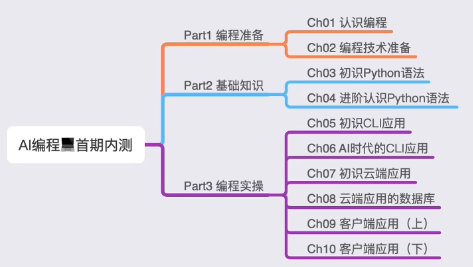 Part1 编程准备
Ch01 认识编程
Ch02 编程技术准备
Part2 基础知识
Ch03 初识Python语法
Ch04 进阶认识Python语法
AI编程 首期内测
Part3 编程实操
Ch05 初识CLI应用
Ch06 AI时代的CLI应用
Ch07 初识云端应用
Ch08 云端应用的数据库
Ch09 客户端应用（上）
Ch10 客户端应用（下）